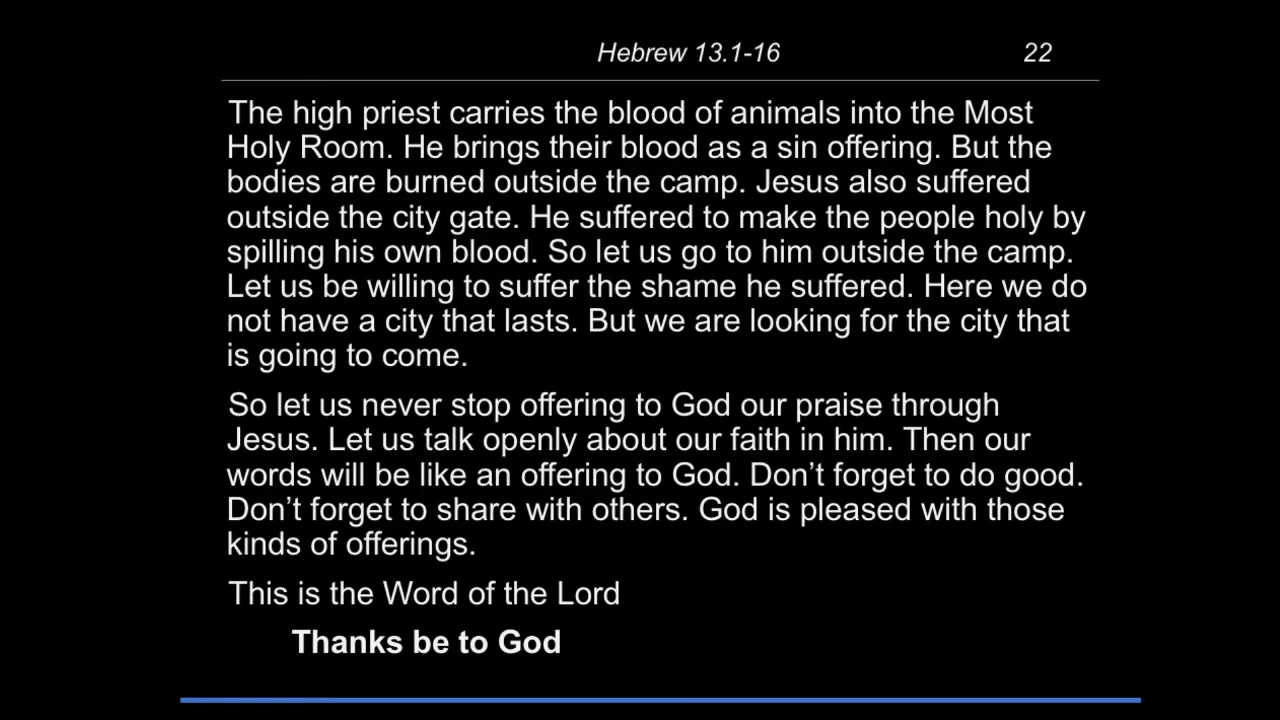 Hebrew 13.1-16 22
The high priest carries the blood of animals into the Most
Holy Room. He brings their blood as a sin offering. But the
bodies are burned outside the camp. Jesus also suffered
outside the city gate. He suffered to make the people holy by
spilling his own blood. So let us go to him outside the camp.
Let us be willing to suffer the shame he suffered. Here we do
not have a city that lasts. But we are looking for the city that
is going to come.
So let us never stop offering to God our praise through
Jesus. Let us talk openly about our faith in him. Then our
words will be like an offering to God. Don’t forget to do good.
Don’t forget to share with others. God is pleased with those
kinds of offerings.
This is the Word of the Lord
Thanks be to God